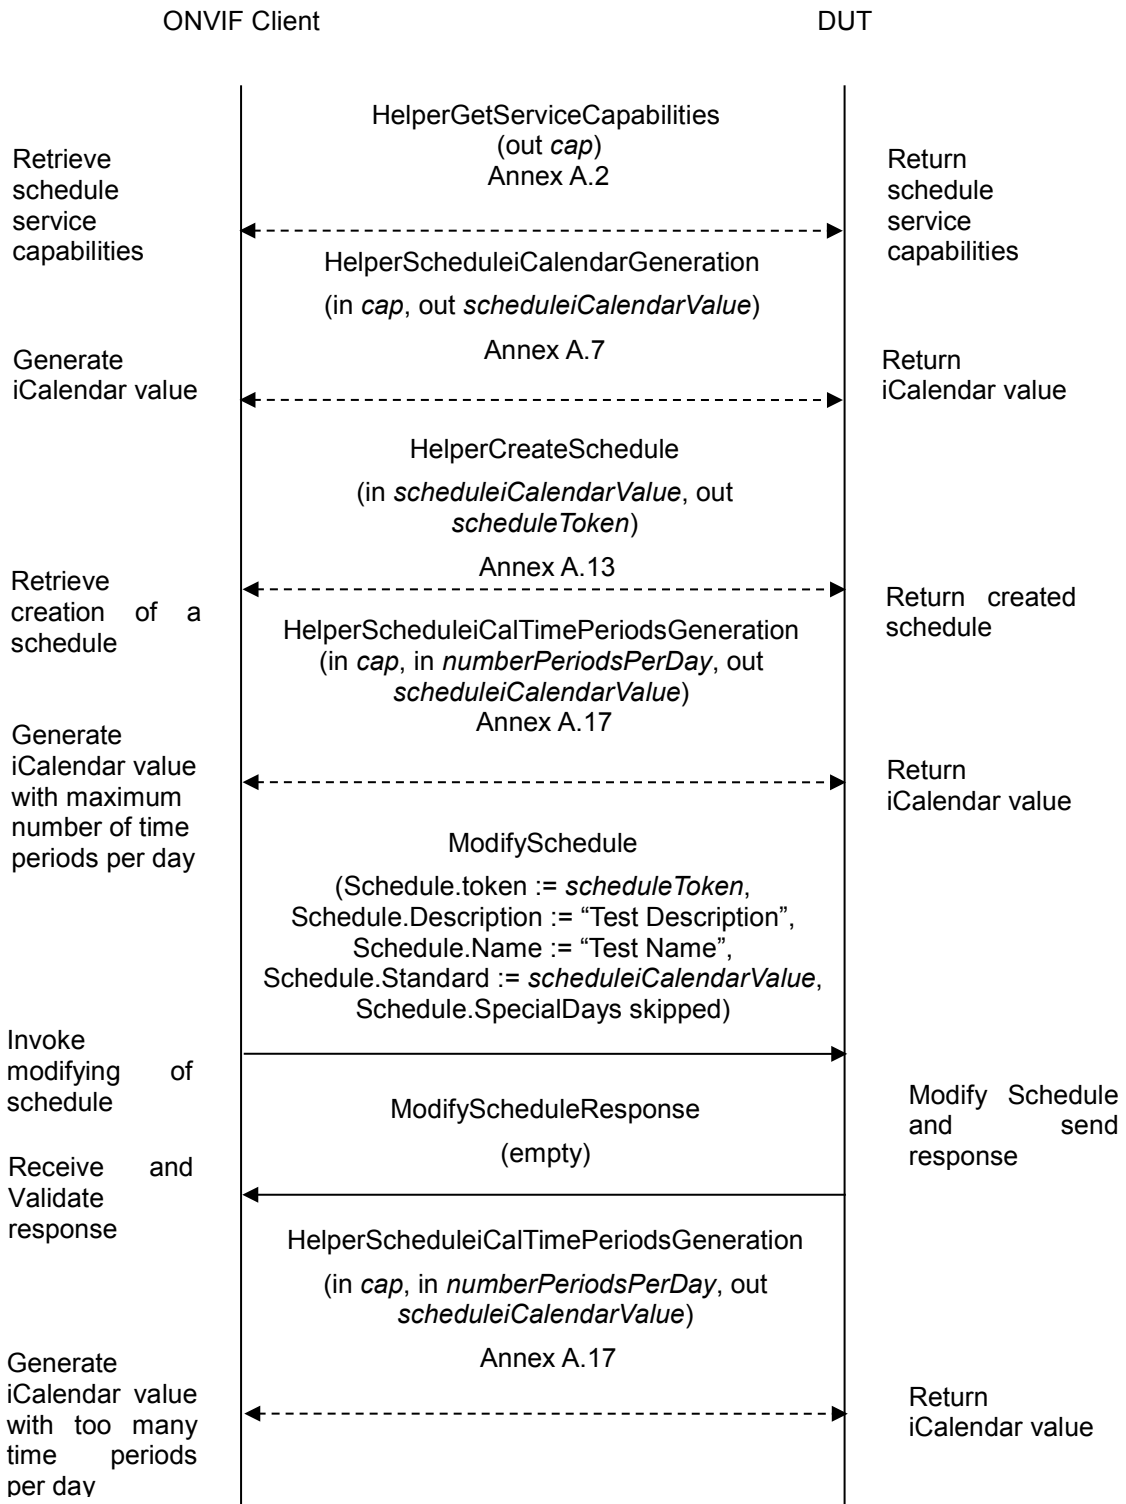 ONVIF Client
DUT
HelperGetServiceCapabilities
(out cap)
Annex A.2
Retrieve
schedule
service
capabilities
Return
schedule
service
capabilities
HelperScheduleiCalendarGeneration
(in cap, out scheduleiCalendarValue)
Annex A.7
Generate
iCalendar value
Return
iCalendar value
HelperCreateSchedule
(in scheduleiCalendarValue, out
scheduleToken)
Annex A.13
Retrieve
creation of a
schedule
Return created
schedule
HelperScheduleiCalTimePeriodsGeneration
(in cap, in numberPeriodsPerDay, out
scheduleiCalendarValue)
Annex A.17
Generate
iCalendar value
with maximum
number of time
periods per day
Return
iCalendar value
ModifySchedule
(Schedule.token := scheduleToken,
Schedule.Description := “Test Description”,
Schedule.Name := “Test Name”,
Schedule.Standard := scheduleiCalendarValue,
Schedule.SpecialDays skipped)
Invoke
modifying of
schedule
ModifyScheduleResponse
(empty)
Modify Schedule
and send
response
Receive and
Validate
response
HelperScheduleiCalTimePeriodsGeneration
(in cap, in numberPeriodsPerDay, out
scheduleiCalendarValue)
Annex A.17
Generate
iCalendar value
with too many
time periods
per day
Return
iCalendar value